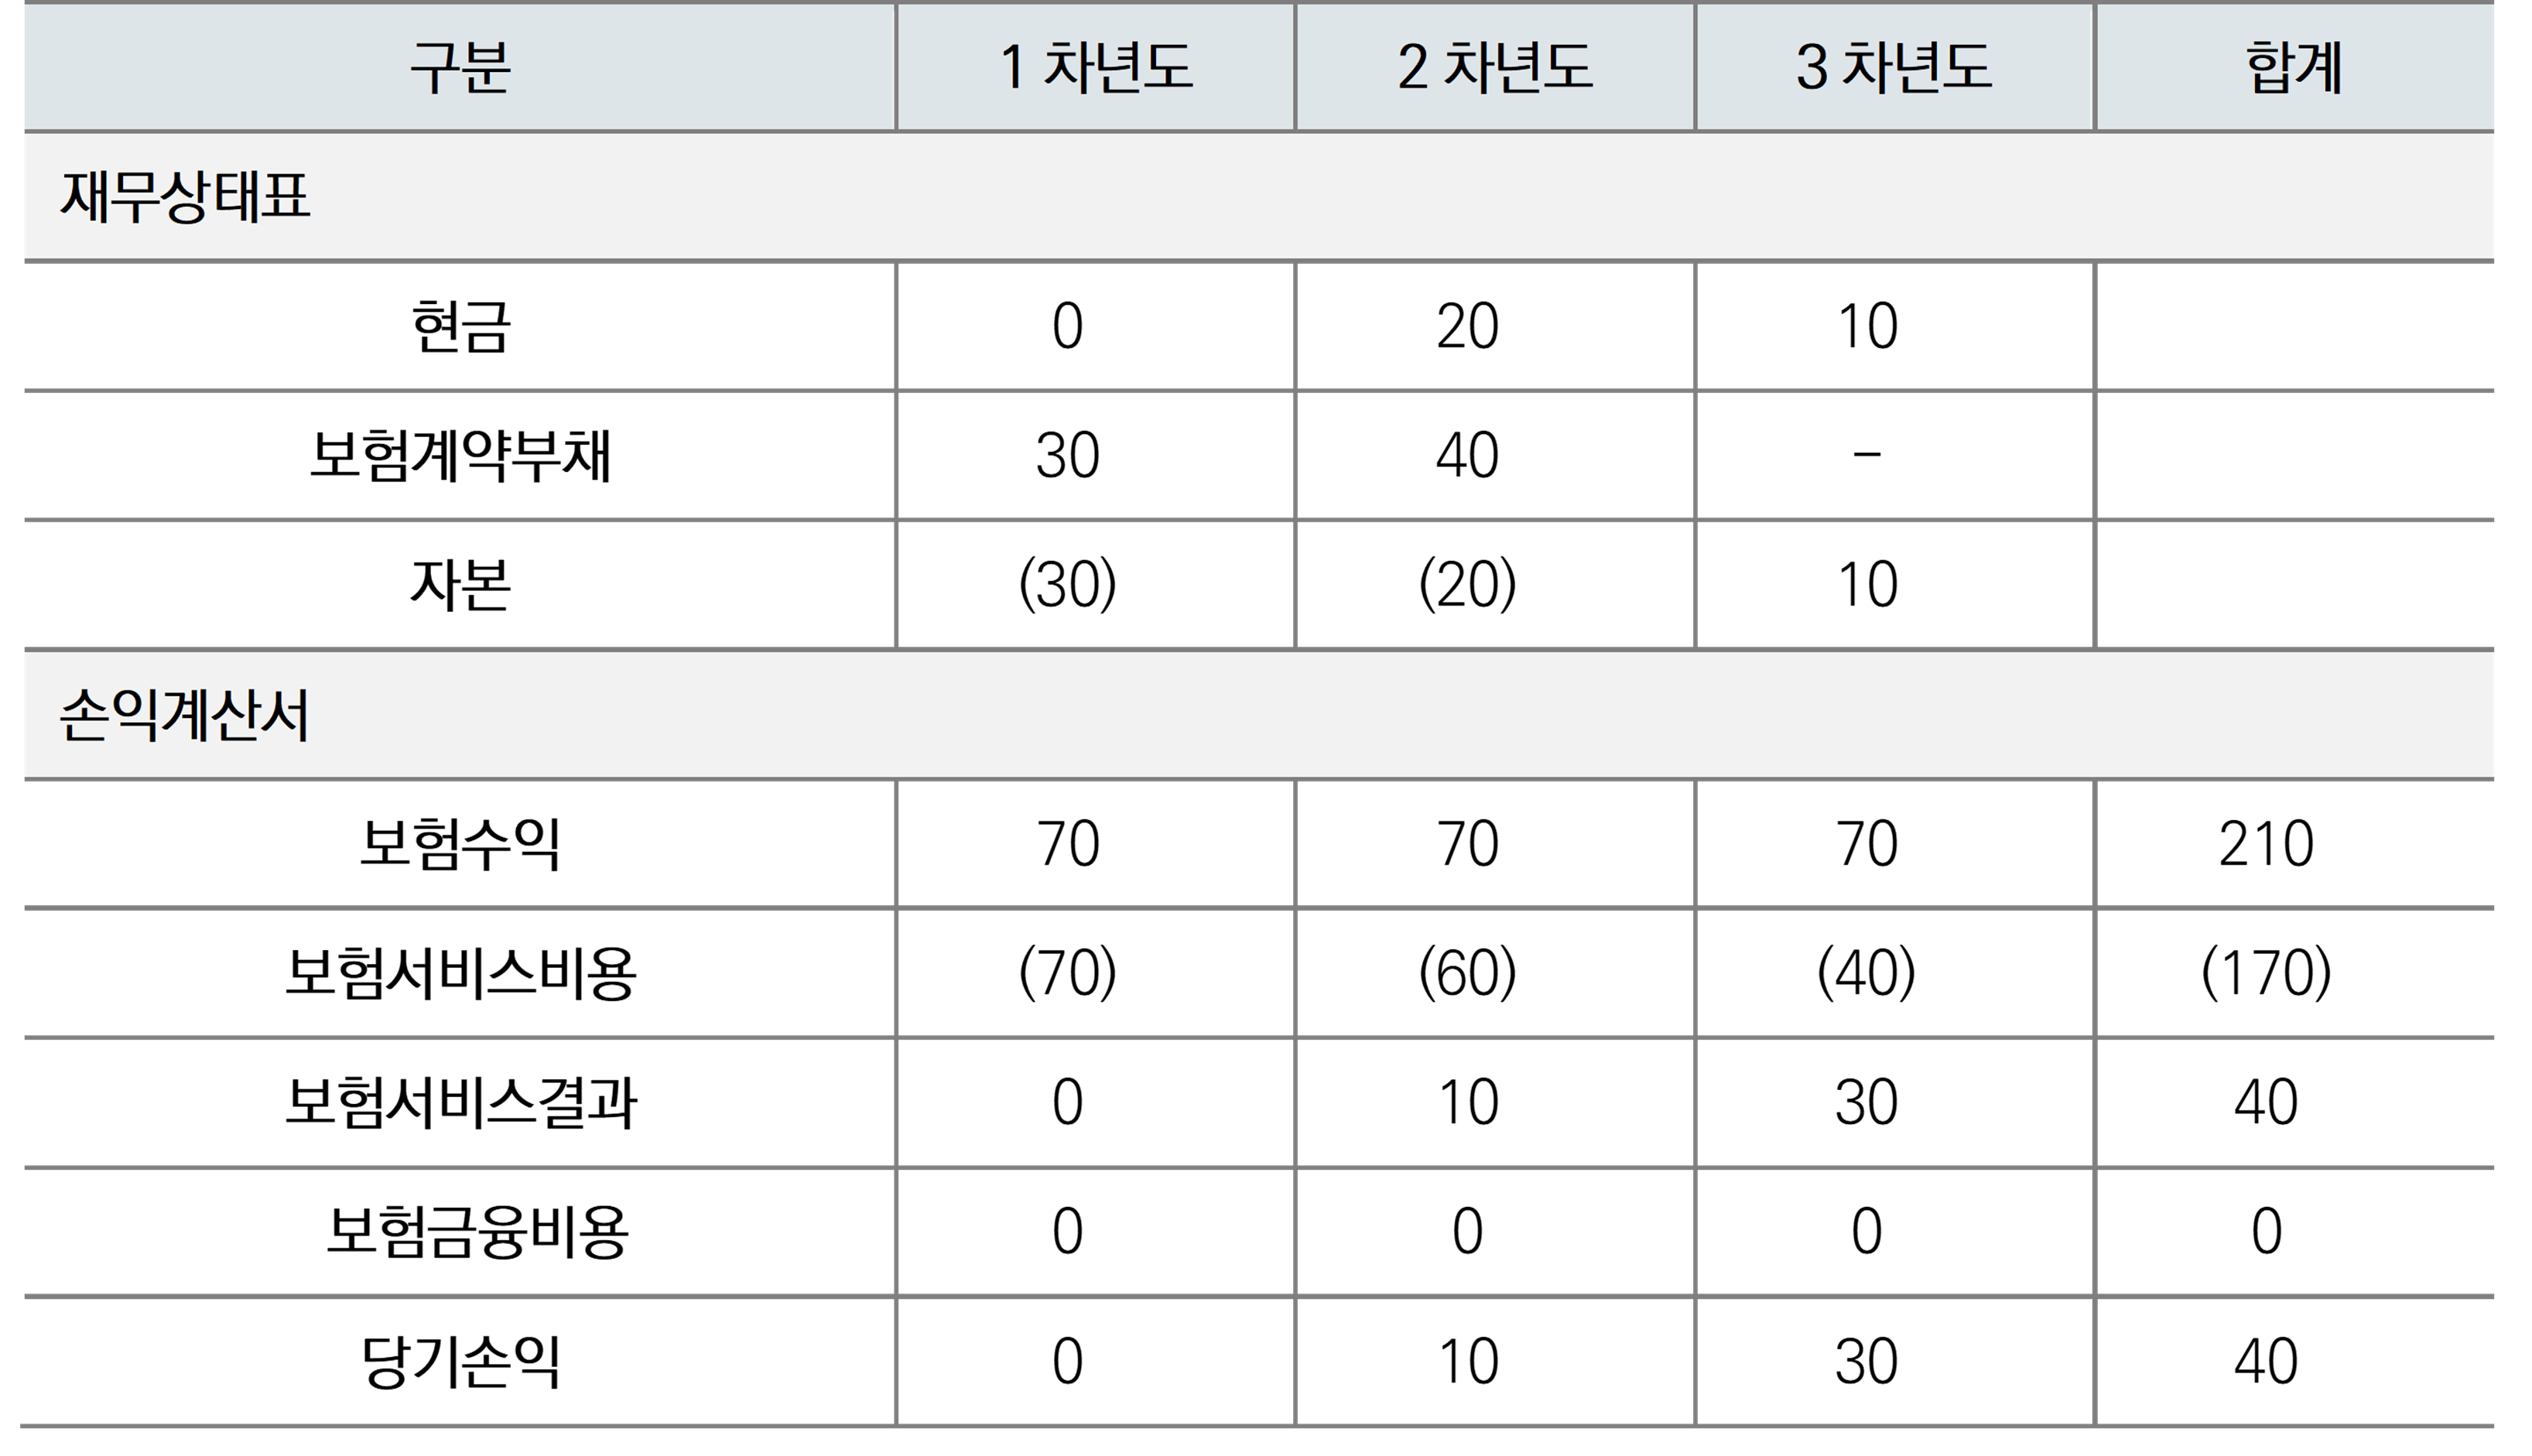 구분 1 차년도 2 차년도 3 차년도 합계
재무상태표
현금 0 20 10
보험계약부채 30 40 -
자본 (30) (20) 10
손익계산서
보험수익 70 70 70 210
보험서비스비용 (70) (60) (40) (170)
보험서비스결과 0 10 30 40
보험금융비용 0 0 0 0
당기손익 0 10 30 40